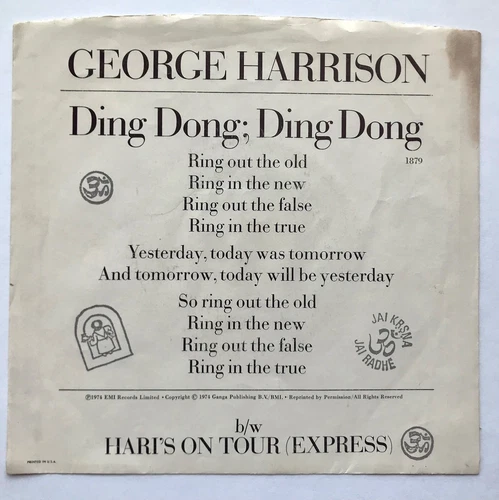 GEORGE HARRISON
Ding Dong; Ding Dong
1879
Ring out the old
Ring in the new
Ring out the false
Ring in the true
Yesterday, today was tomorrow
And tomorrow, today will be yesterday
So ring out the old
Ring in the new
Ring out the false
Ring in the true
JAI KRSNA
ॐ
JAI RADHE
ⓅEMI 1974 EMI Records Limited • Copyright © 1974 Ganga Publishing B.V./BMI. • Reprinted by Permission/All Rights Reserved
b/w
HARI'S ON TOUR (EXPRESS)
PRINTED IN U.S.A.